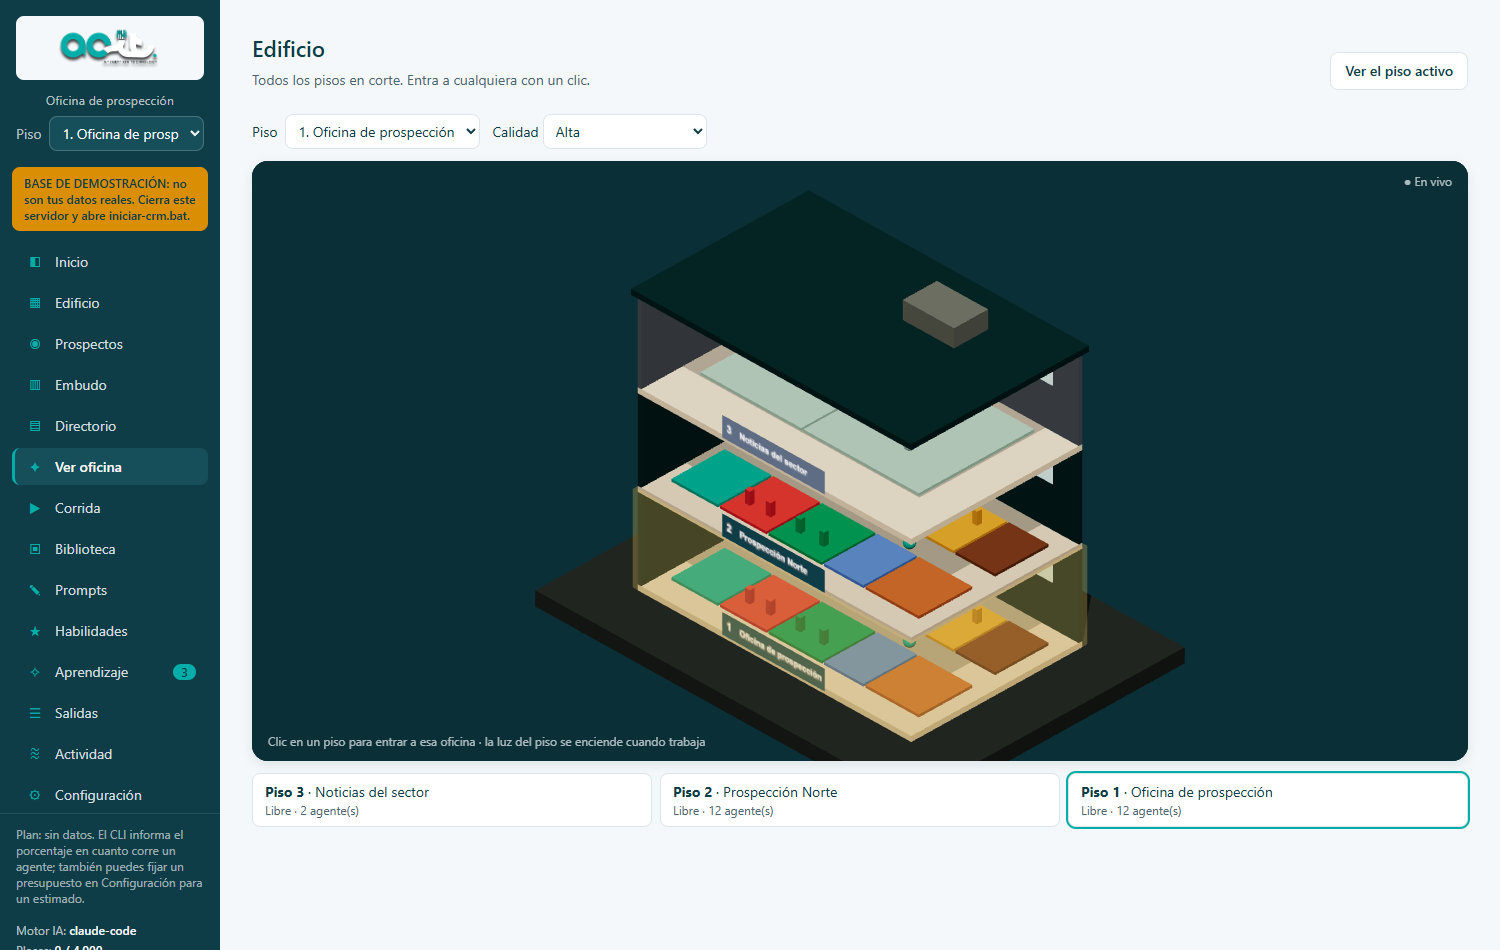 acit.
Oficina de prospección
Piso
1. Oficina de prosp
BASE DE DEMOSTRACIÓN: no
son tus datos reales. Cierra este
servidor y abre iniciar-crm.bat.
Inicio
Edificio
Prospectos
Embudo
Directorio
Ver oficina
Corrida
Biblioteca
Prompts
Habilidades
Aprendizaje 3
Salidas
Actividad
Configuración
Plan: sin datos. El CLI informa el
porcentaje en cuanto corre un
agente; también puedes fijar un
presupuesto en Configuración para
un estimado.
Motor IA: claude-code
Edificio
Todos los pisos en corte. Entra a cualquiera con un clic.
Ver el piso activo
Piso 1. Oficina de prospección Calidad Alta
En vivo
3 Noticias del sector
2 Prospección Norte
1 Oficina de prospección
Clic en un piso para entrar a esa oficina · la luz del piso se enciende cuando trabaja
Piso 3 · Noticias del sector
Libre · 2 agente(s)
Piso 2 · Prospección Norte
Libre · 12 agente(s)
Piso 1 · Oficina de prospección
Libre · 12 agente(s)